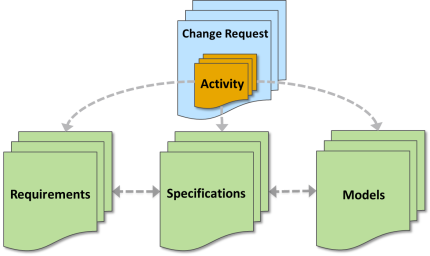 Change Request
Activity
Requirements
Specifications
Models